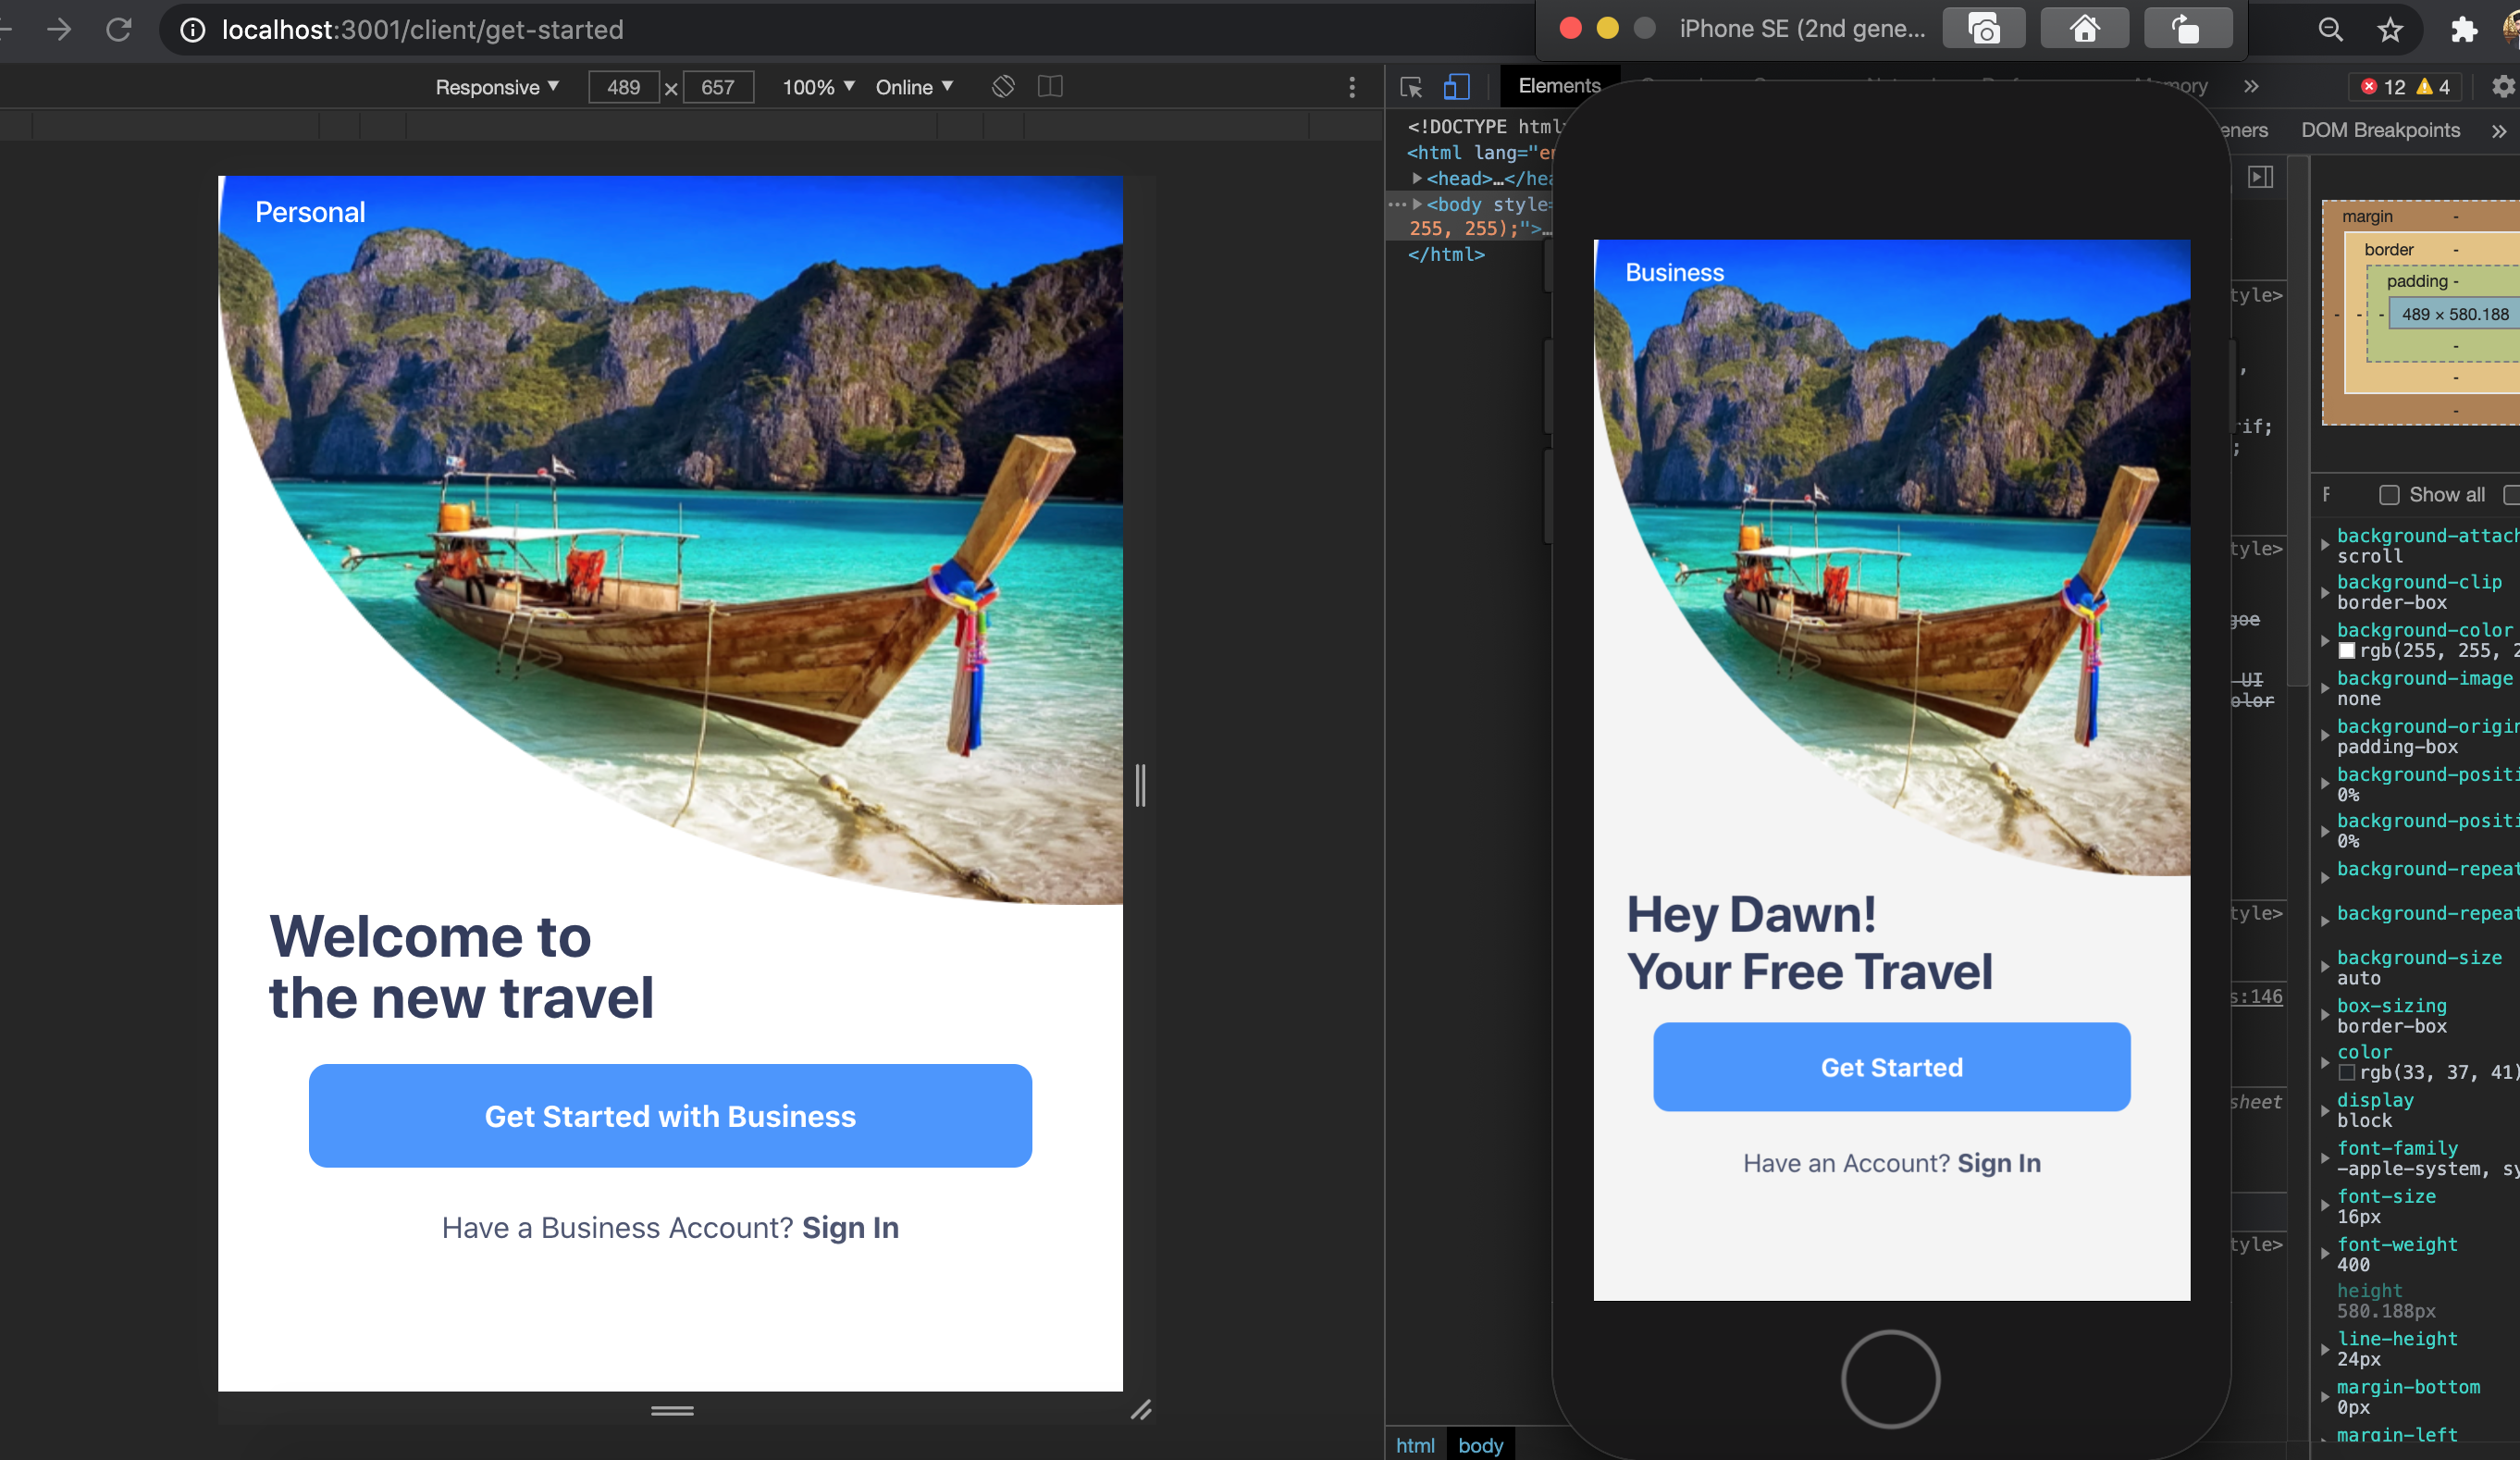 localhost:3001/client/get-started
iPhone SE (2nd gene...
Responsive
489 × 657
100%
Online
Elements
12
4
DOM Breakpoints
<!DOCTYPE html
<html lang="en
<head>…</hea
<body style=
255, 255);">…
</html>
Personal
Welcome to
the new travel
Get Started with Business
Have a Business Account? Sign In
Business
Hey Dawn!
Your Free Travel
Get Started
Have an Account? Sign In
html
body
margin -
border -
padding -
489 × 580.188
Show all
background-attach
scroll
background-clip
border-box
background-color
rgb(255, 255, 2
background-image
none
background-origin
padding-box
background-positi
0%
background-positi
0%
background-repeat
background-repeat
background-size
auto
box-sizing
border-box
color
rgb(33, 37, 41)
display
block
font-family
-apple-system, sy
font-size
16px
font-weight
400
height
580.188px
line-height
24px
margin-bottom
0px
margin-left